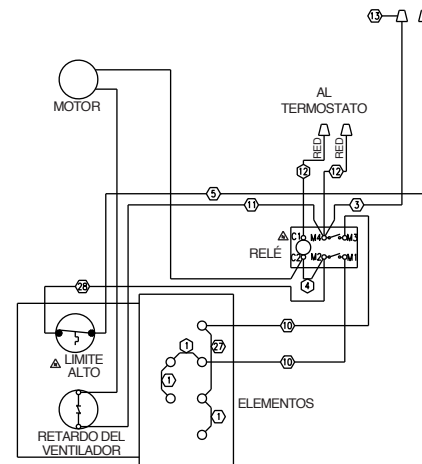 13
MOTOR
AL
TERMOSTATO
RED
RED
12
12
5
11
3
C1
M4
M3
RELÉ
C2
M2
M1
4
28
10
1
27
LÍMITE
ALTO
10
1
1
ELEMENTOS
RETARDO DEL
VENTILADOR